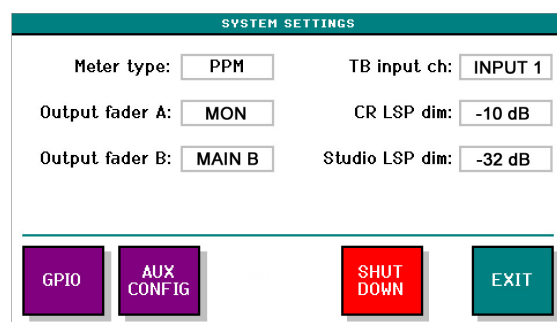 SYSTEM SETTINGS
Meter type: PPM
TB input ch: INPUT 1
Output fader A: MON
CR LSP dim: -10 dB
Output fader B: MAIN B
Studio LSP dim: -32 dB
GPIO
AUX
CONFIG
SHUT
DOWN
EXIT